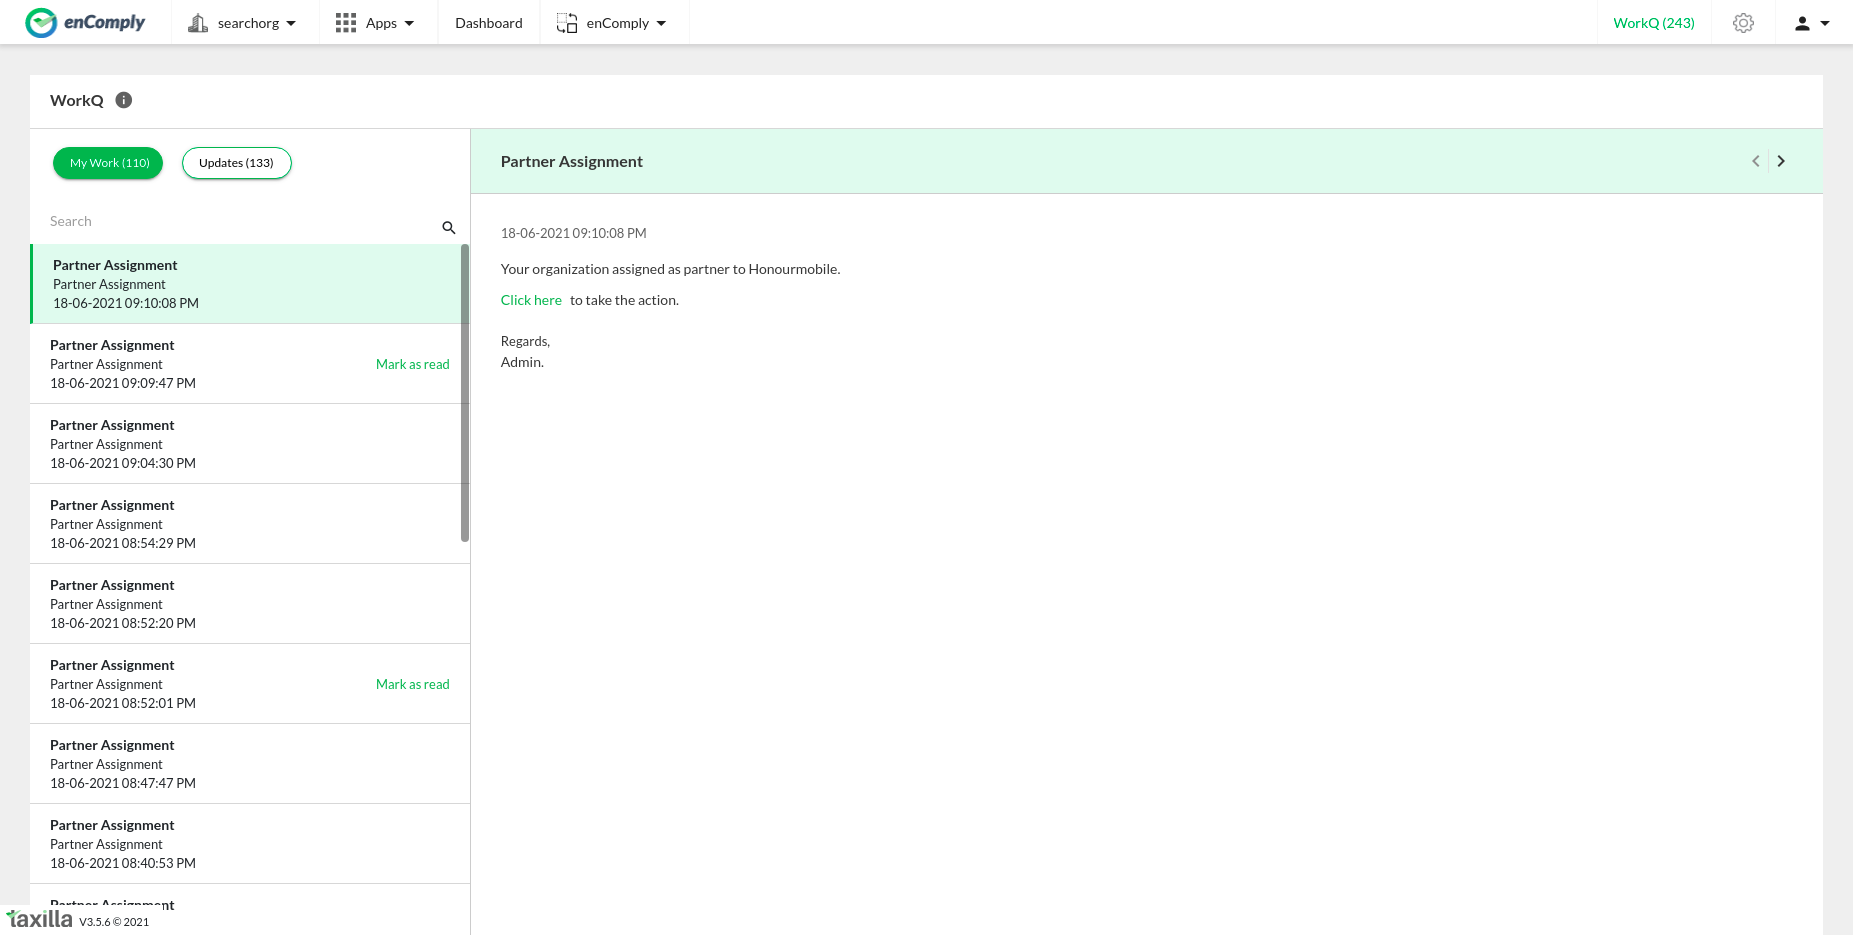 enComply
searchorg
Apps
Dashboard
enComply
WorkQ (243)
WorkQ
My Work (110)
Updates (133)
Search
Partner Assignment
Partner Assignment
18-06-2021 09:10:08 PM
Partner Assignment
Partner Assignment
Mark as read
18-06-2021 09:09:47 PM
Partner Assignment
Partner Assignment
18-06-2021 09:04:30 PM
Partner Assignment
Partner Assignment
18-06-2021 08:54:29 PM
Partner Assignment
Partner Assignment
18-06-2021 08:52:20 PM
Partner Assignment
Partner Assignment
Mark as read
18-06-2021 08:52:01 PM
Partner Assignment
Partner Assignment
18-06-2021 08:47:47 PM
Partner Assignment
Partner Assignment
18-06-2021 08:40:53 PM
Partner Assignment
Partner Assignment
18-06-2021 09:10:08 PM
Your organization assigned as partner to Honourmobile.
Click here to take the action.
Regards,
Admin.
taxilla V3.5.6 © 2021